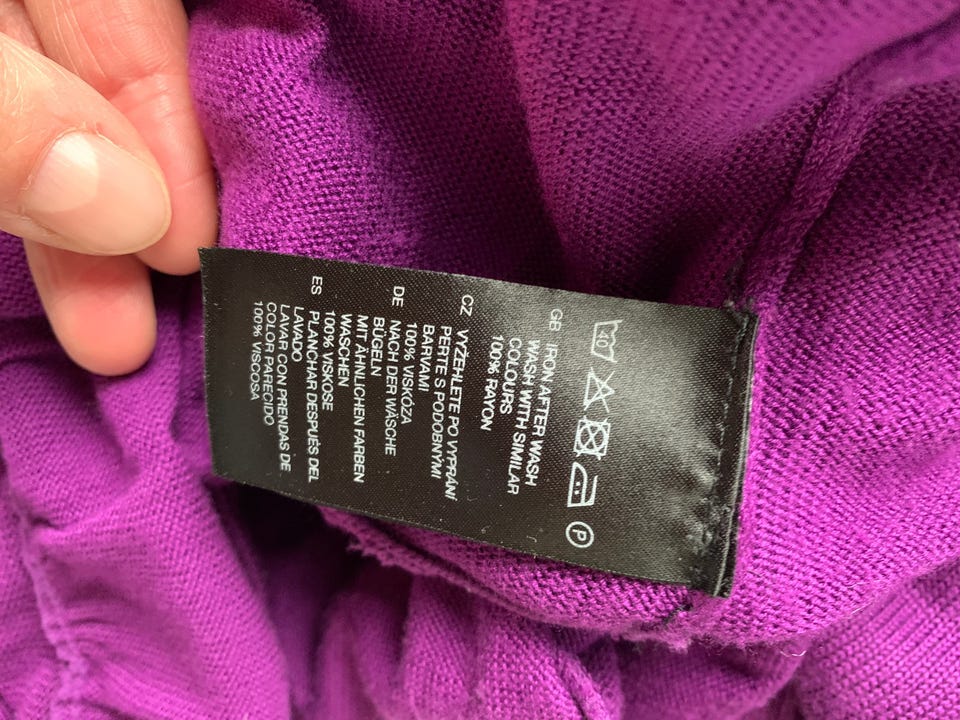 30
P
GB IRON AFTER WASH
WASH WITH SIMILAR
COLOURS
100% RAYON
CZ VYŽEHLETE PO VYPRÁNÍ
PERTE S PODOBNÝMI
BARVAMI
100% VISKÓZA
DE NACH DER WÄSCHE
BÜGELN
MIT ÄHNLICHEN FARBEN
WASCHEN
100% VISKOSE
ES PLANCHAR DESPUÉS DEL
LAVADO
LAVAR CON PRENDAS DE
COLOR PARECIDO
100% VISCOSA